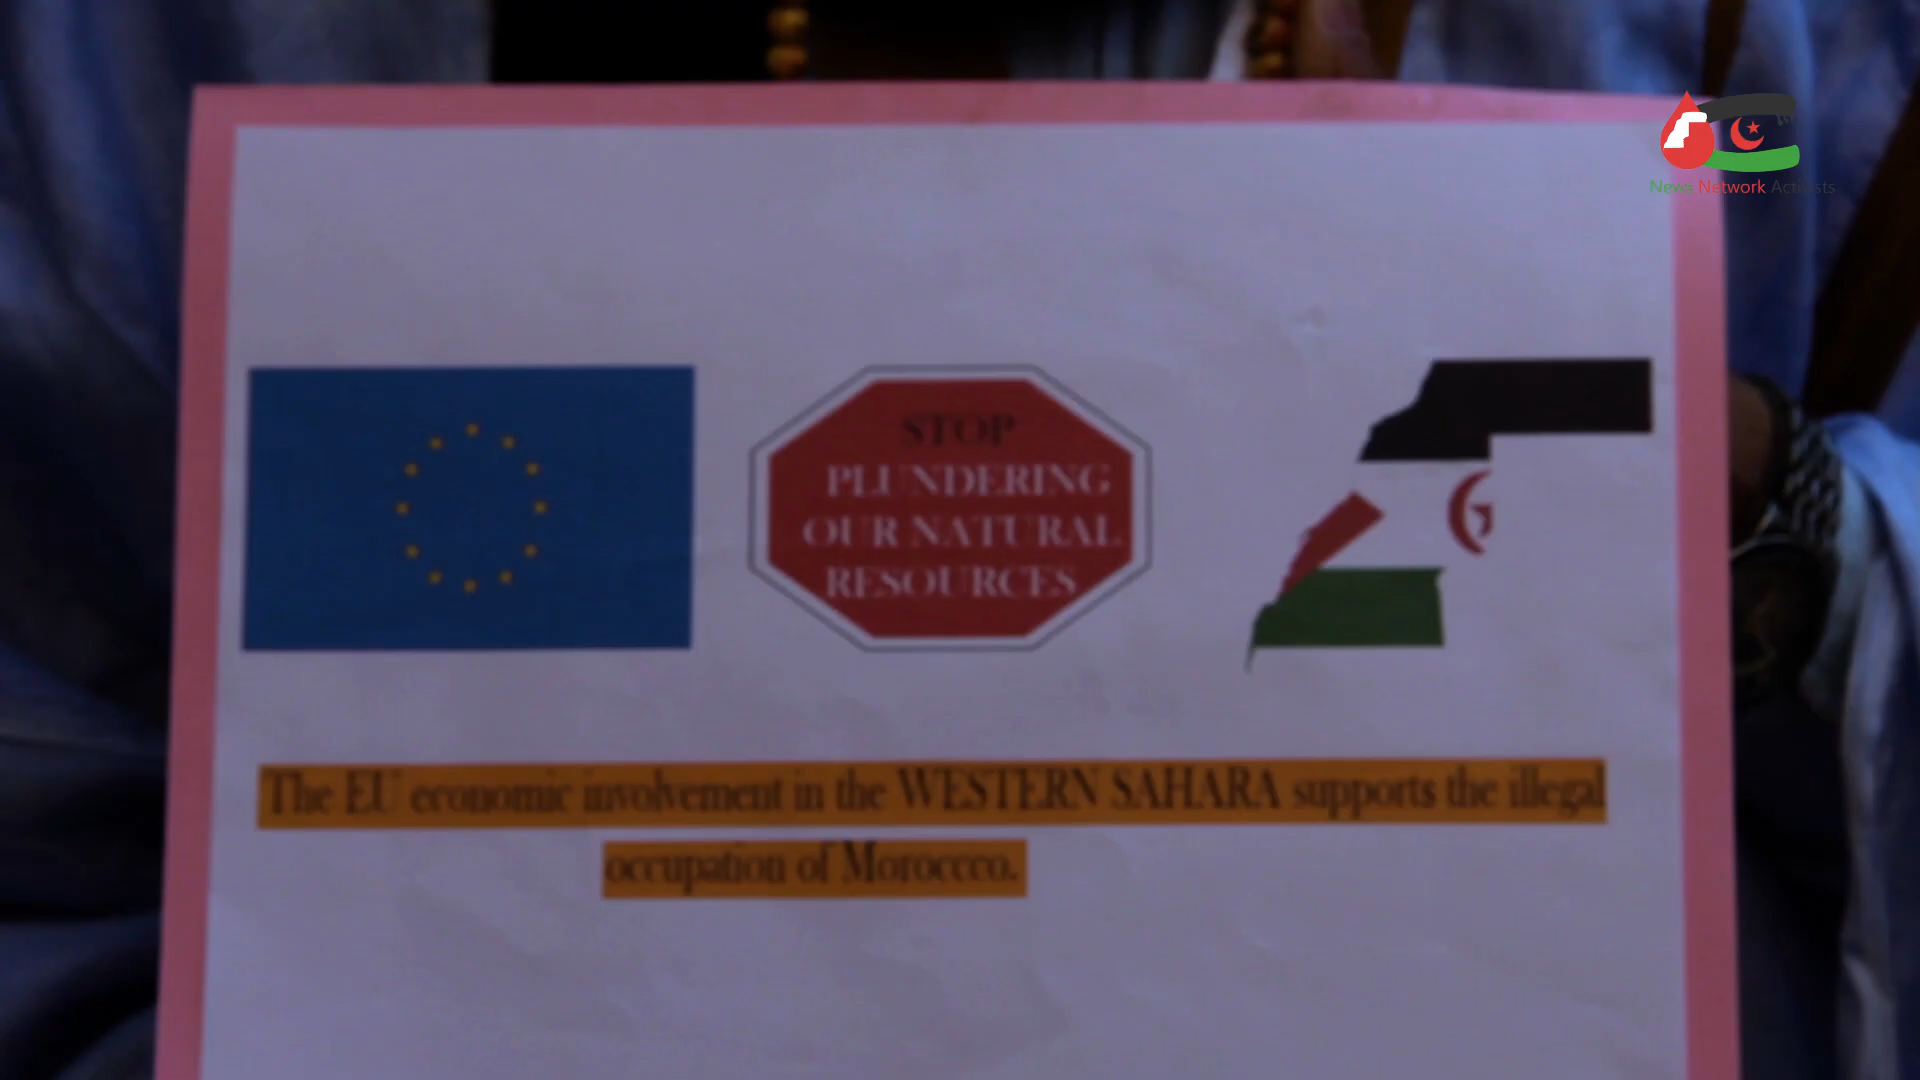 News Network Activists
STOP
PLUNDERING
OUR NATURAL
RESOURCES
The EU economic involvement in the WESTERN SAHARA supports the illegal
occupation of Moroccco.